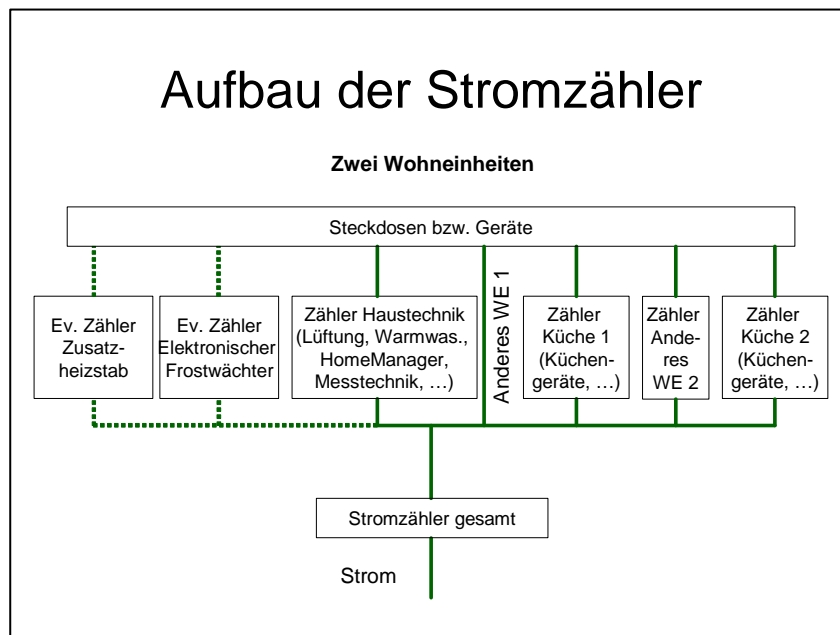 Aufbau der Stromzähler
Zwei Wohneinheiten
Steckdosen bzw. Geräte
Ev. Zähler
Zusatz-
heizstab
Ev. Zähler
Elektronischer
Frostwächter
Zähler Haustechnik
(Lüftung, Warmwas.,
HomeManager,
Messtechnik, …)
Anderes WE 1
Zähler
Küche 1
(Küchen-
geräte, …)
Zähler
Ande-
res
WE 2
Zähler
Küche 2
(Küchen-
geräte, …)
Stromzähler gesamt
Strom